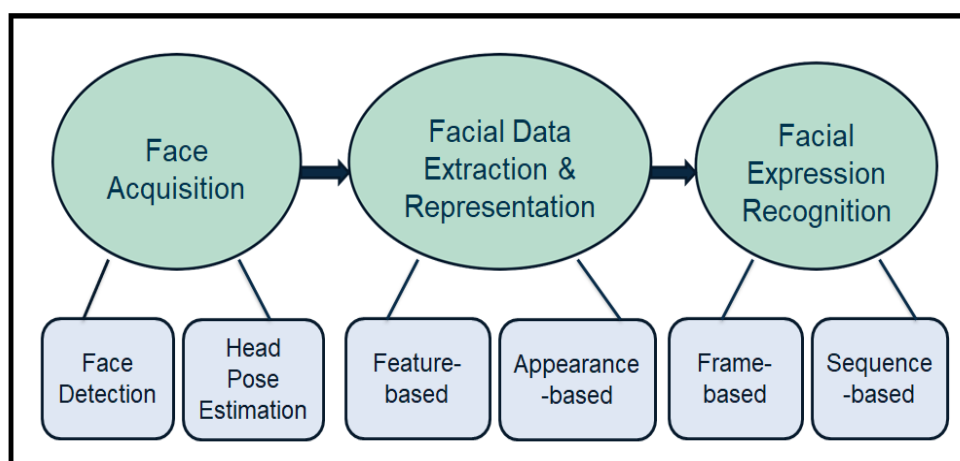 Face
Acquisition
Facial Data
Extraction &
Representation
Facial
Expression
Recognition
Face
Detection
Head
Pose
Estimation
Feature-
based
Appearance
-based
Frame-
based
Sequence
-based